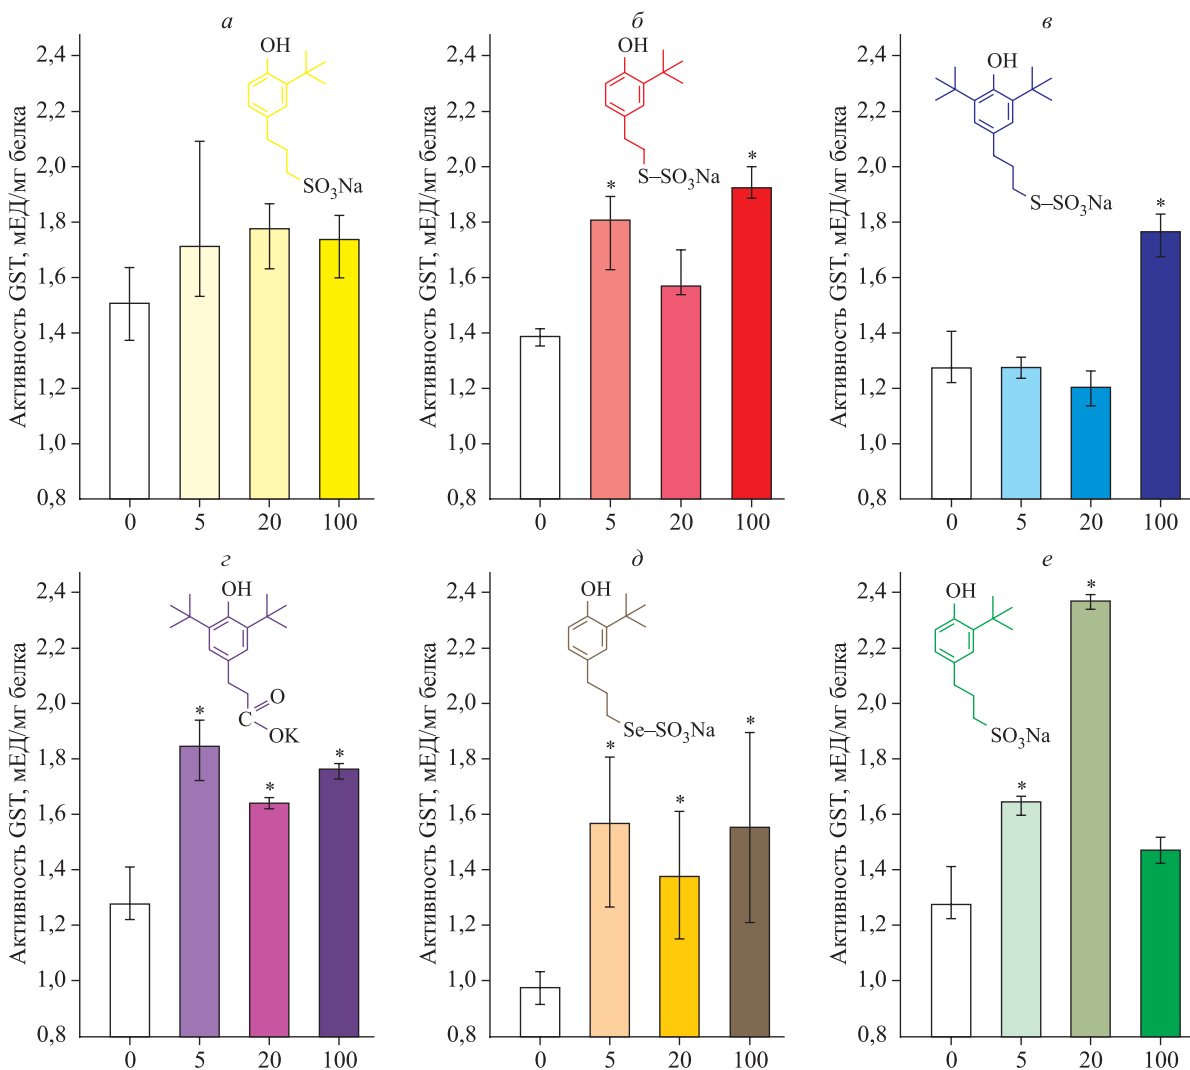 а
Активность GST, мЕД/мг белка
2,4
2,2
2,0
1,8
1,6
1,4
1,2
1,0
0,8
OH
SO3Na
0 5 20 100
б
Активность GST, мЕД/мг белка
2,4
2,2
2,0
1,8
1,6
1,4
1,2
1,0
0,8
OH
S–SO3Na
* *
0 5 20 100
в
Активность GST, мЕД/мг белка
2,4
2,2
2,0
1,8
1,6
1,4
1,2
1,0
0,8
OH
S–SO3Na
*
0 5 20 100
г
Активность GST, мЕД/мг белка
2,4
2,2
2,0
1,8
1,6
1,4
1,2
1,0
0,8
OH
O
C
OK
* * *
0 5 20 100
д
Активность GST, мЕД/мг белка
2,4
2,2
2,0
1,8
1,6
1,4
1,2
1,0
0,8
OH
Se–SO3Na
* * *
0 5 20 100
е
Активность GST, мЕД/мг белка
2,4
2,2
2,0
1,8
1,6
1,4
1,2
1,0
0,8
OH
SO3Na
* *
0 5 20 100